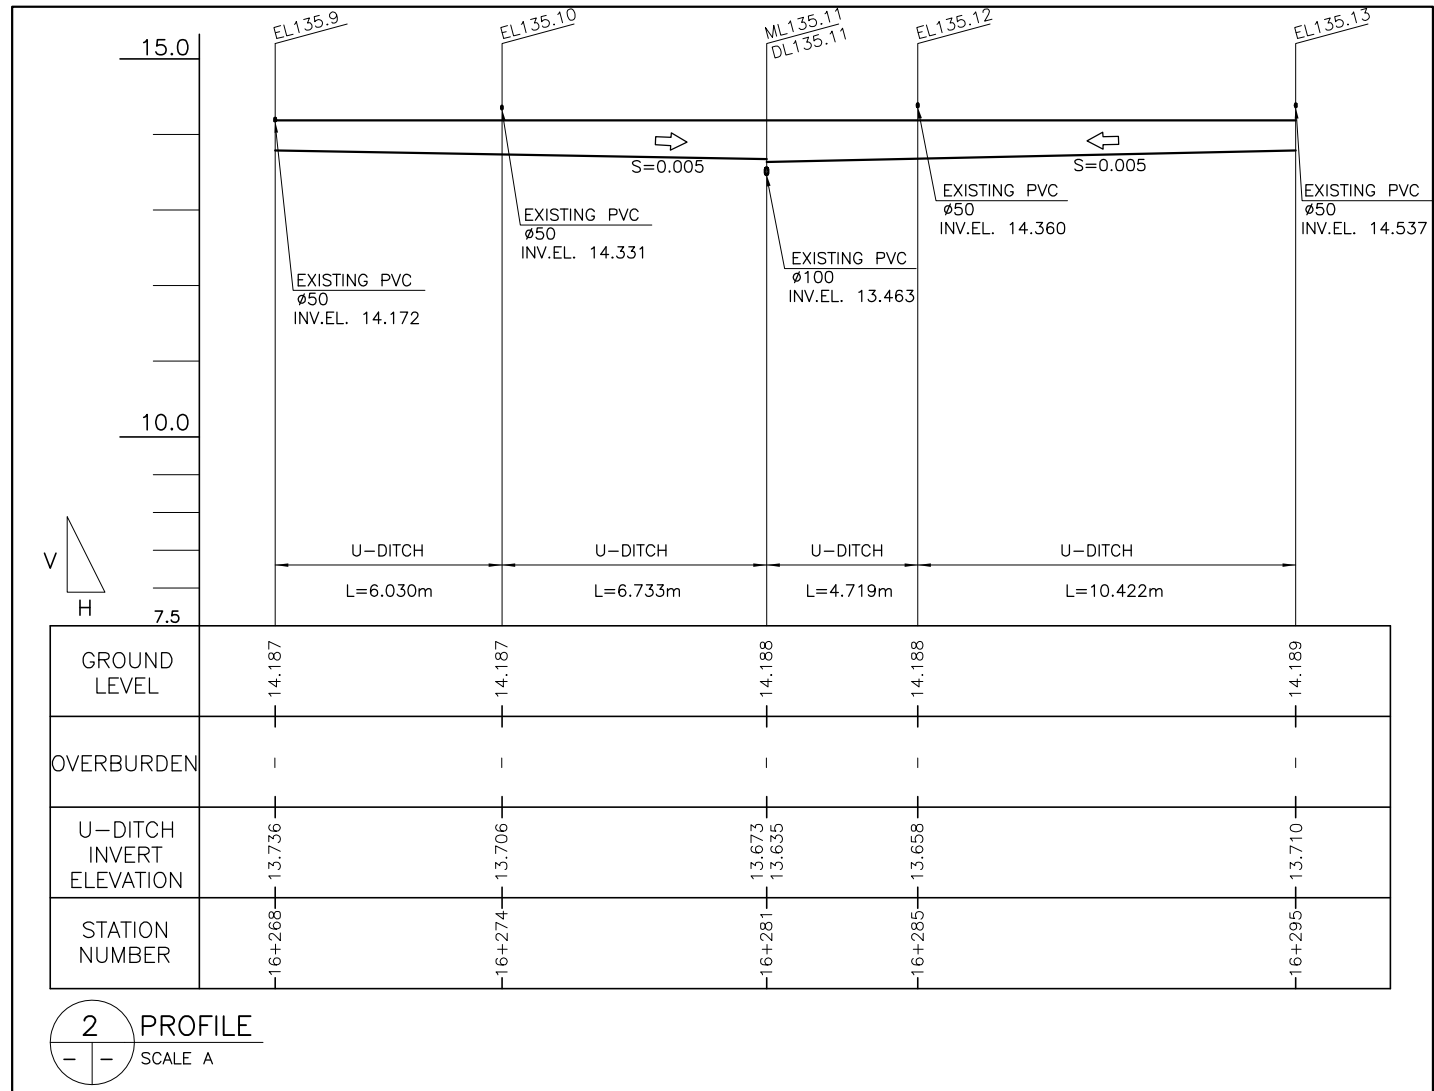 EL135.9
EL135.10
ML135.11
DL135.11
EL135.12
EL135.13
15.0
S=0.005
S=0.005
EXISTING PVC
ø50
INV.EL. 14.172
EXISTING PVC
ø50
INV.EL. 14.331
EXISTING PVC
ø100
INV.EL. 13.463
EXISTING PVC
ø50
INV.EL. 14.360
EXISTING PVC
ø50
INV.EL. 14.537
10.0
V
H
7.5
U-DITCH
L=6.030m
U-DITCH
L=6.733m
U-DITCH
L=4.719m
U-DITCH
L=10.422m
GROUND
LEVEL
14.187
14.187
14.188
14.188
14.189
OVERBURDEN
-
-
-
-
-
U-DITCH
INVERT
ELEVATION
13.736
13.706
13.673
13.635
13.658
13.710
STATION
NUMBER
16+268
16+274
16+281
16+285
16+295
2
- -
PROFILE
SCALE A